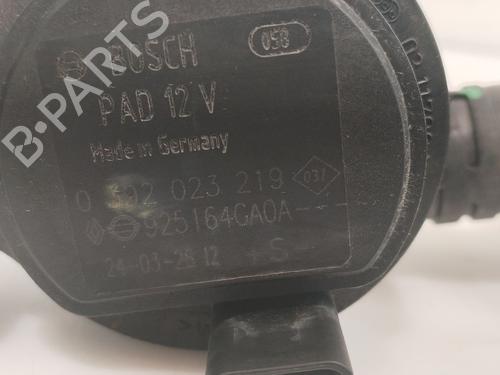 BOSCH 058
PAD 12 V
Made in Germany
0 392 023 219 031
925164GA0A----
24-03-28 12 + S
B-PARTS